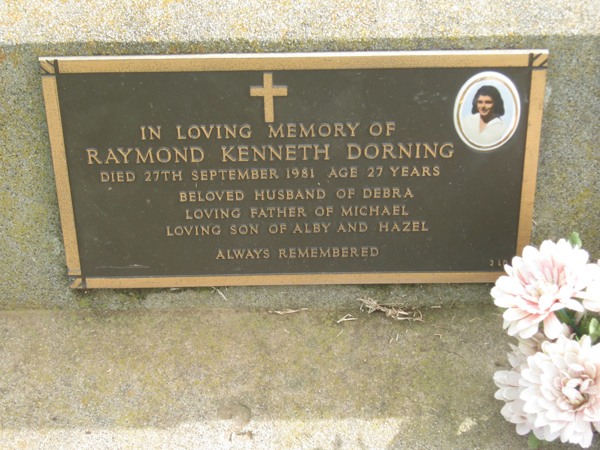 IN LOVING MEMORY OF
RAYMOND KENNETH DORNING
DIED 27TH SEPTEMBER 1981 AGE 27 YEARS
BELOVED HUSBAND OF DEBRA
LOVING FATHER OF MICHAEL
LOVING SON OF ALBY AND HAZEL
ALWAYS REMEMBERED